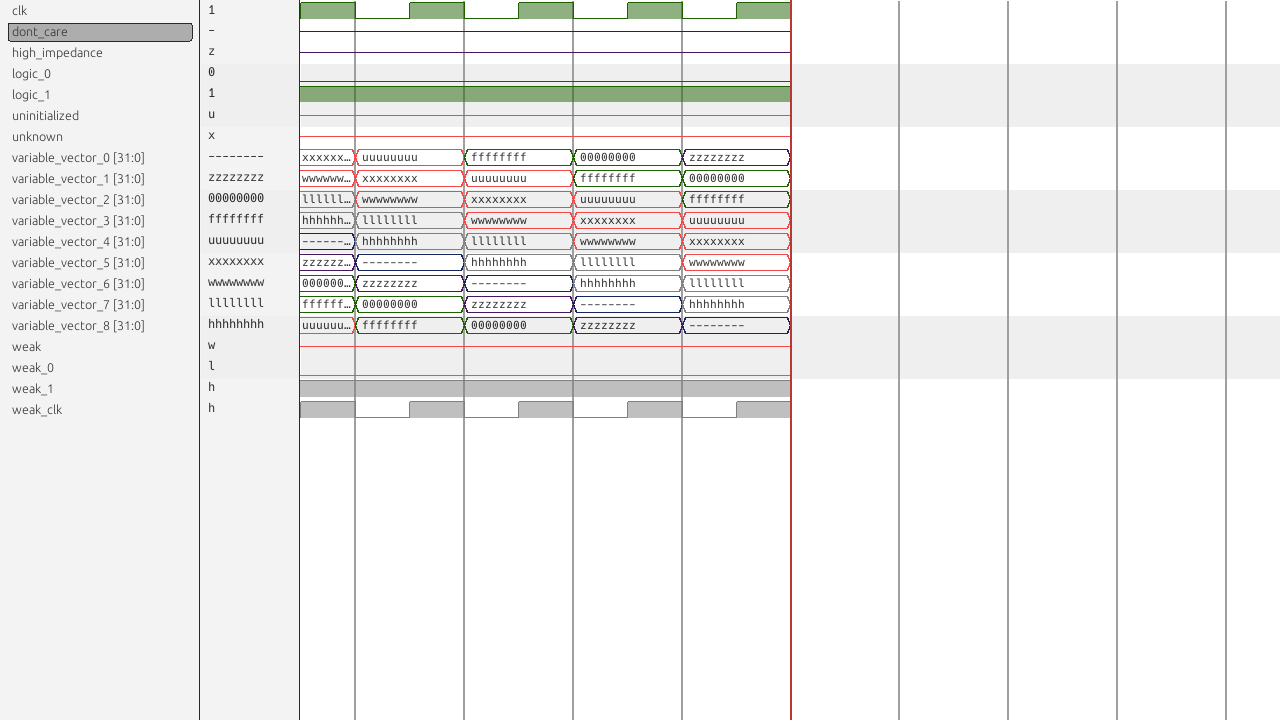 clk 1
dont_care –
high_impedance z
logic_0 0
logic_1 1
uninitialized u
unknown x
variable_vector_0 [31:0] -------- xxxxxx… uuuuuuuu ffffffff 00000000 zzzzzzzz
variable_vector_1 [31:0] zzzzzzzz wwwwww… xxxxxxxx uuuuuuuu ffffffff 00000000
variable_vector_2 [31:0] 00000000 llllll… wwwwwwww xxxxxxxx uuuuuuuu ffffffff
variable_vector_3 [31:0] ffffffff hhhhhh… llllllll wwwwwwww xxxxxxxx uuuuuuuu
variable_vector_4 [31:0] uuuuuuuu ------… hhhhhhhh llllllll wwwwwwww xxxxxxxx
variable_vector_5 [31:0] xxxxxxxx zzzzzz… -------- hhhhhhhh llllllll wwwwwwww
variable_vector_6 [31:0] wwwwwwww 000000… zzzzzzzz -------- hhhhhhhh llllllll
variable_vector_7 [31:0] llllllll ffffff… 00000000 zzzzzzzz -------- hhhhhhhh
variable_vector_8 [31:0] hhhhhhhh uuuuuu… ffffffff 00000000 zzzzzzzz --------
weak w
weak_0 l
weak_1 h
weak_clk h